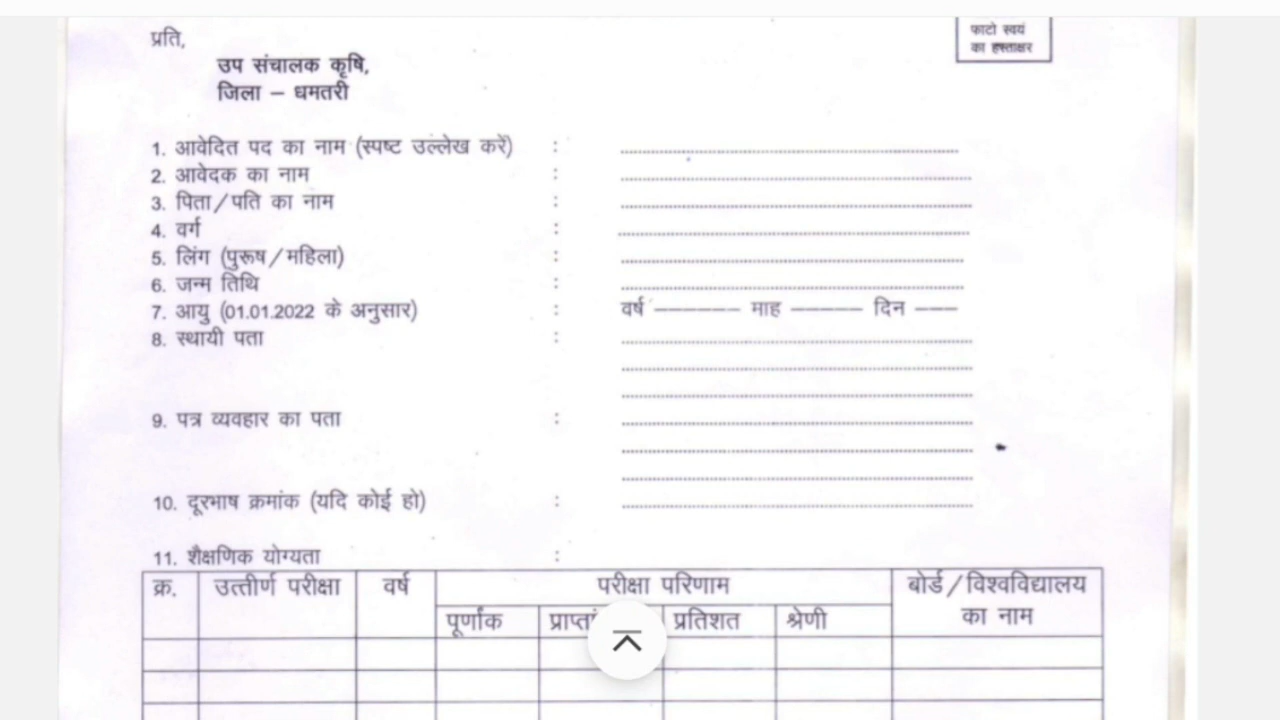 प्रति,
फाटो स्वयं
का हस्ताक्षर
उप संचालक कृषि,
जिला – धमतरी
1. आवेदित पद का नाम (स्पष्ट उल्लेख करें) : ........................
2. आवेदक का नाम : ........................
3. पिता/पति का नाम : ........................
4. वर्ग : ........................
5. लिंग (पुरूष/महिला) : ........................
6. जन्म तिथि : ........................
7. आयु (01.01.2022 के अनुसार) : वर्ष ——— माह ——— दिन ———
8. स्थायी पता : ........................
9. पत्र व्यवहार का पता : ........................
10. दूरभाष क्रमांक (यदि कोई हो) : ........................
11. शैक्षणिक योग्यता :
क्र. उत्तीर्ण परीक्षा वर्ष परीक्षा परिणाम बोर्ड/विश्वविद्यालय
का नाम
पूर्णांक प्रतिशत श्रेणी